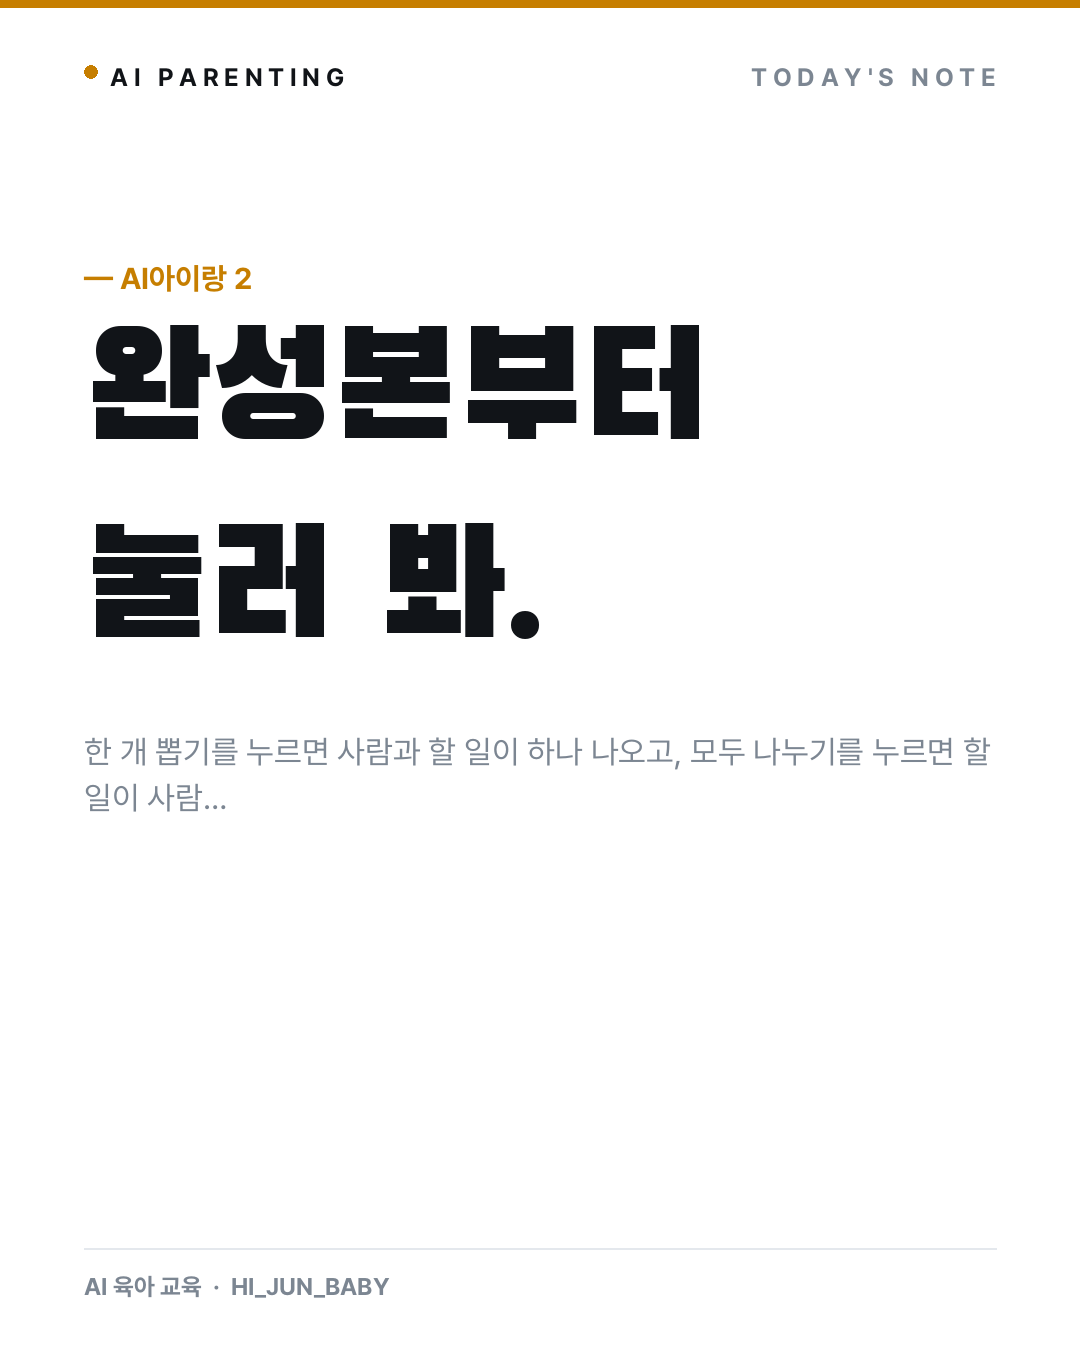 AI PARENTING
TODAY'S NOTE
— AI아이랑 2
완성본부터
눌러 봐.
한 개 뽑기를 누르면 사람과 할 일이 하나 나오고, 모두 나누기를 누르면 할
일이 사람…
AI 육아 교육 · HI_JUN_BABY